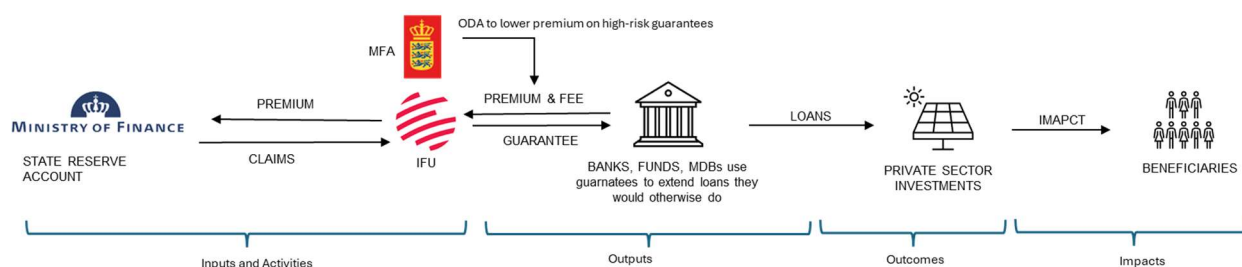 ODA to lower premium on high-risk guarantees
MFA
PREMIUM
PREMIUM & FEE
MINISTRY OF FINANCE
LOANS
IMAPCT
STATE RESERVE
ACCOUNT
CLAIMS
IFU
GUARANTEE
BANKS, FUNDS, MDBs use
guarnatees to extend loans they
would otherwise do
PRIVATE SECTOR
INVESTMENTS
BENEFICIARIES
Inputs and Activities
Outputs
Outcomes
Impacts